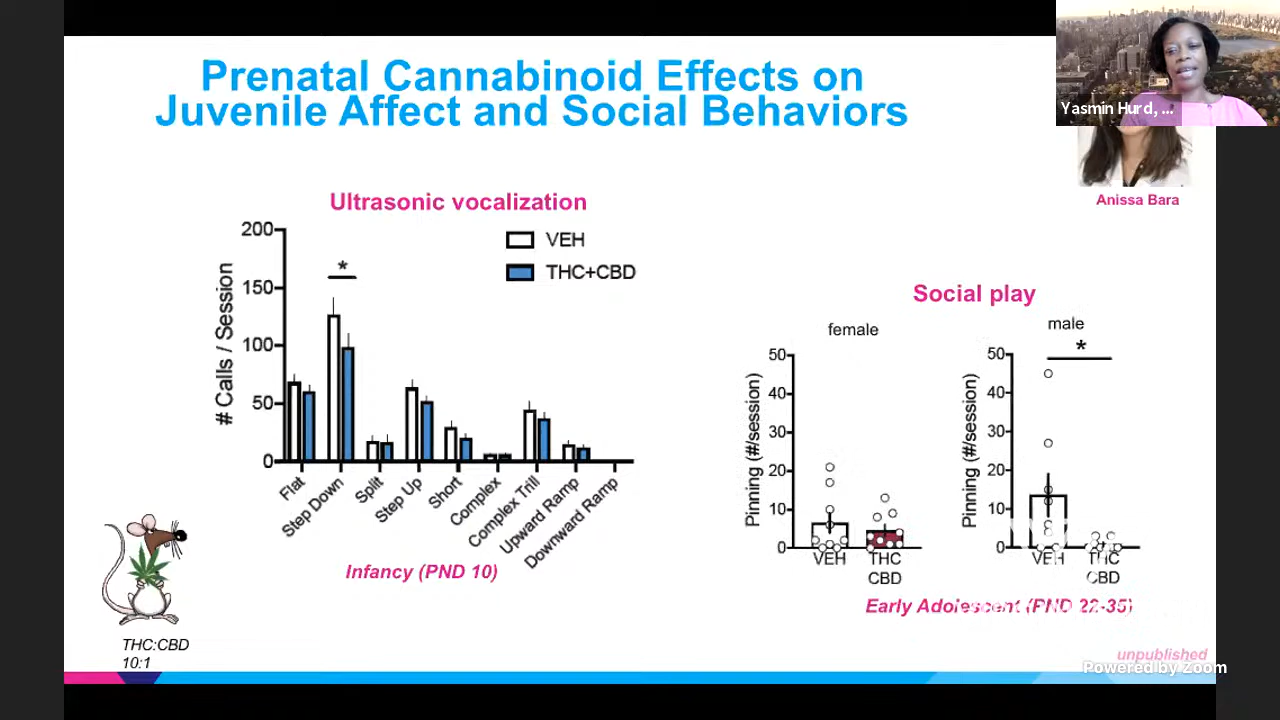 Prenatal Cannabinoid Effects on
Juvenile Affect and Social Behaviors
Yasmin Hurd, ...
Anissa Bara
Ultrasonic vocalization
VEH
THC+CBD
# Calls / Session
200
150
100
50
0
*
Flat
Step Down
Split
Step Up
Short
Complex
Complex Trill
Upward Ramp
Downward Ramp
Infancy (PND 10)
Social play
female
Pinning (#/session)
50
40
30
20
10
0
VEH
THC
CBD
male
*
Pinning (#/session)
50
40
30
20
10
0
VEH
THC
CBD
Early Adolescent (PND 22-35)
THC:CBD
10:1
unpublished
Powered by Zoom